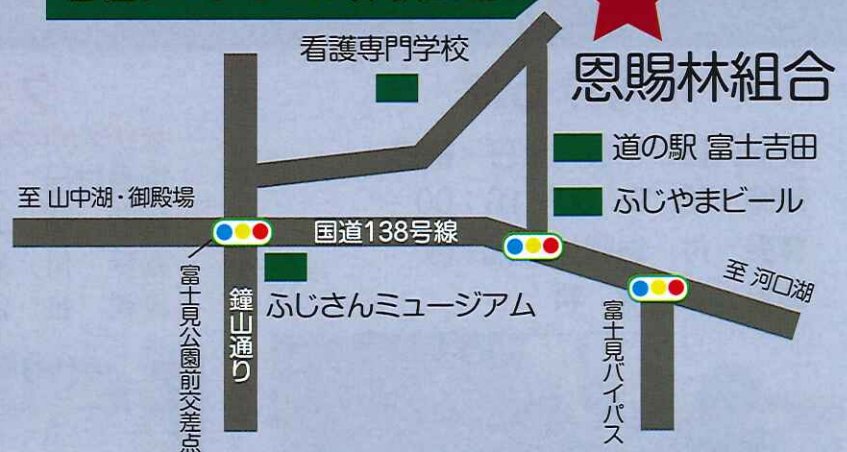 看護専門学校
恩賜林組合
道の駅 富士吉田
ふじやまビール
至 山中湖・御殿場
国道138号線
至 河口湖
ふじさんミュージアム
富士見公園前交差点
鐘山通り
富士見バイパス